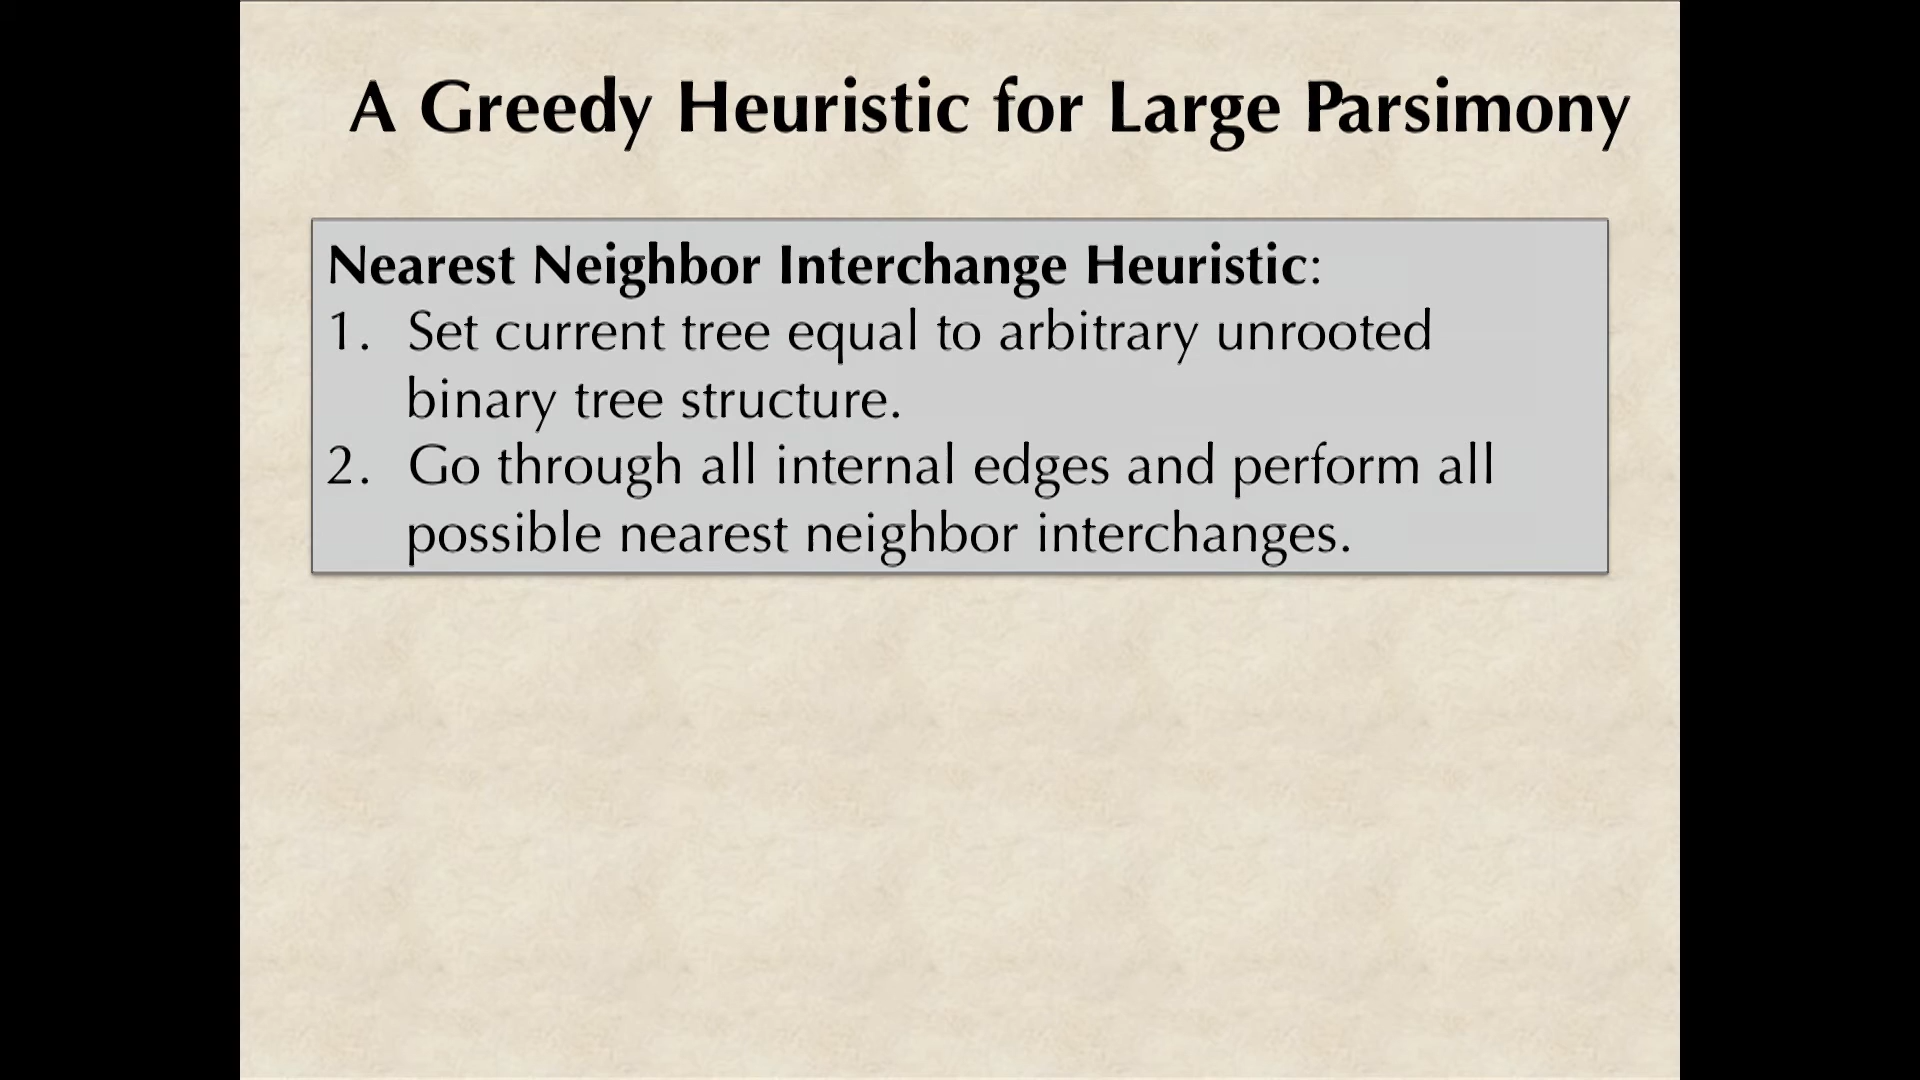 A Greedy Heuristic for Large Parsimony
Nearest Neighbor Interchange Heuristic:
1. Set current tree equal to arbitrary unrooted
binary tree structure.
2. Go through all internal edges and perform all
possible nearest neighbor interchanges.